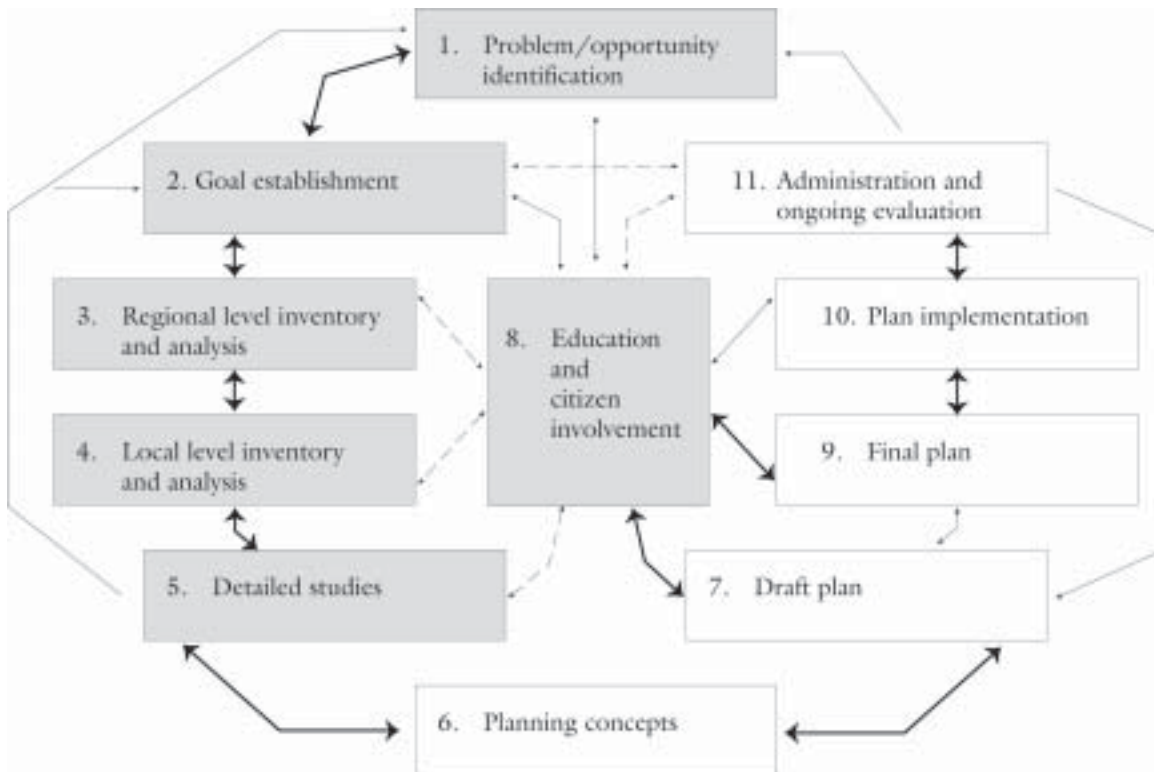 1. Problem/opportunity
identification
2. Goal establishment
11. Administration and
ongoing evaluation
3. Regional level inventory
and analysis
8. Education
and
citizen
involvement
10. Plan implementation
4. Local level inventory
and analysis
9. Final plan
5. Detailed studies
7. Draft plan
6. Planning concepts